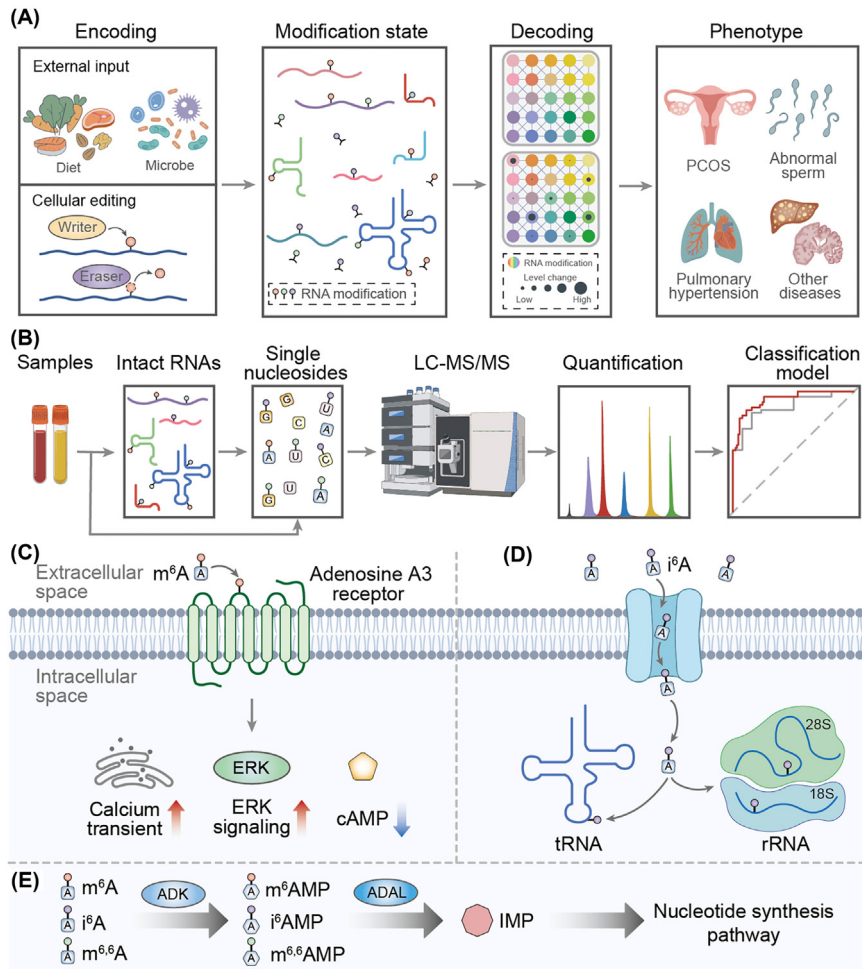 (A)
Encoding
Modification state
Decoding
Phenotype
External input
Diet
Microbe
Cellular editing
Writer
Eraser
RNA modification
RNA modification
Level change
Low
High
PCOS
Abnormal
sperm
Pulmonary
hypertension
Other
diseases
(B)
Samples
Intact RNAs
Single
nucleosides
LC-MS/MS
Quantification
Classification
model
G
G
U
C
A
A
U
C
G
U
A
(C)
Extracellular
space
m⁶A
A
Adenosine A3
receptor
Intracellular
space
ERK
Calcium
transient
ERK
signaling
cAMP
(D)
A
A
i⁶A
A
A
A
A
28S
18S
tRNA
rRNA
(E)
A m⁶A
ADK
A m⁶AMP
ADAL
A i⁶A
A i⁶AMP
IMP
Nucleotide synthesis
pathway
A m⁶,⁶A
A m⁶,⁶AMP